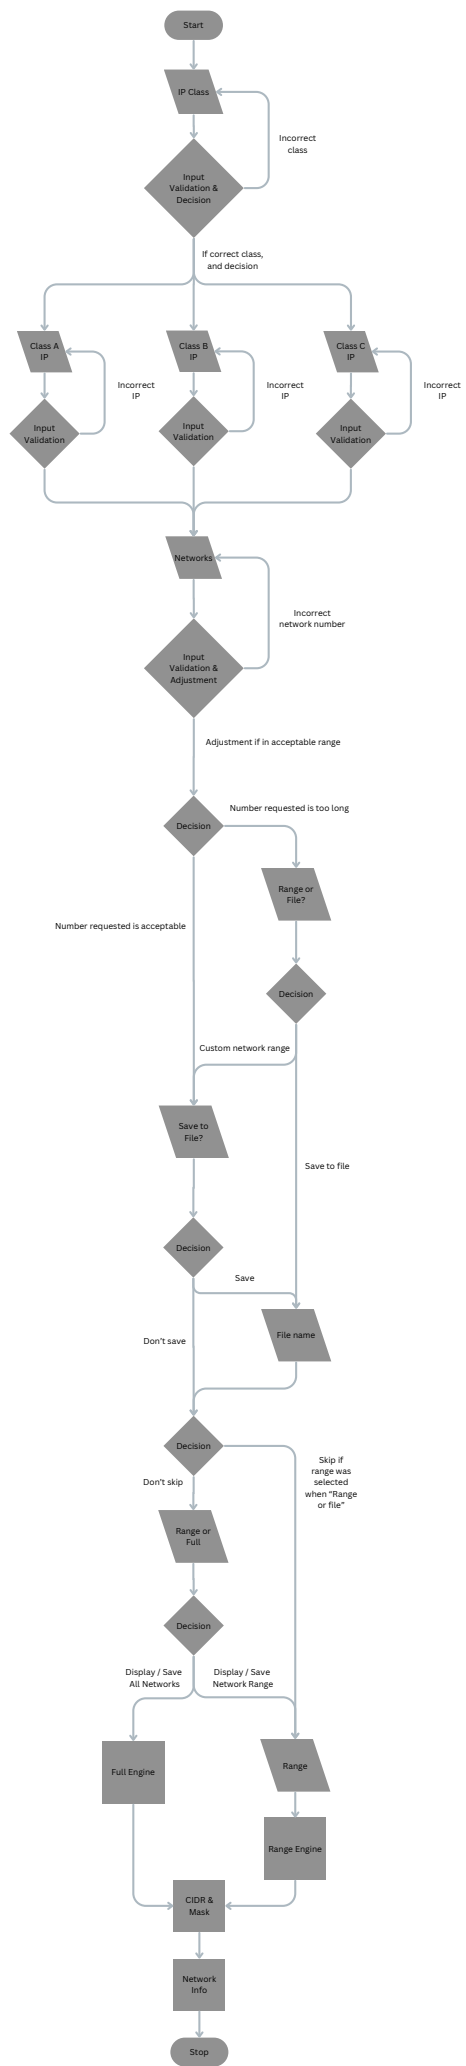 Start
IP Class
Incorrect
class
Input
Validation &
Decision
If correct class,
and decision
Class A
IP
Incorrect
IP
Input
Validation
Class B
IP
Incorrect
IP
Input
Validation
Class C
IP
Incorrect
IP
Input
Validation
Networks
Incorrect
network number
Input
Validation &
Adjustment
Adjustment if in acceptable range
Decision
Number requested is too long
Range or
File?
Number requested is acceptable
Decision
Custom network range
Save to
File?
Save to file
Decision
Save
File name
Don't save
Decision
Skip if
range was
selected
when “Range
or file”
Don't skip
Range or
Full
Decision
Display / Save
All Networks
Display / Save
Network Range
Full Engine
Range
Range Engine
CIDR &
Mask
Network
Info
Stop